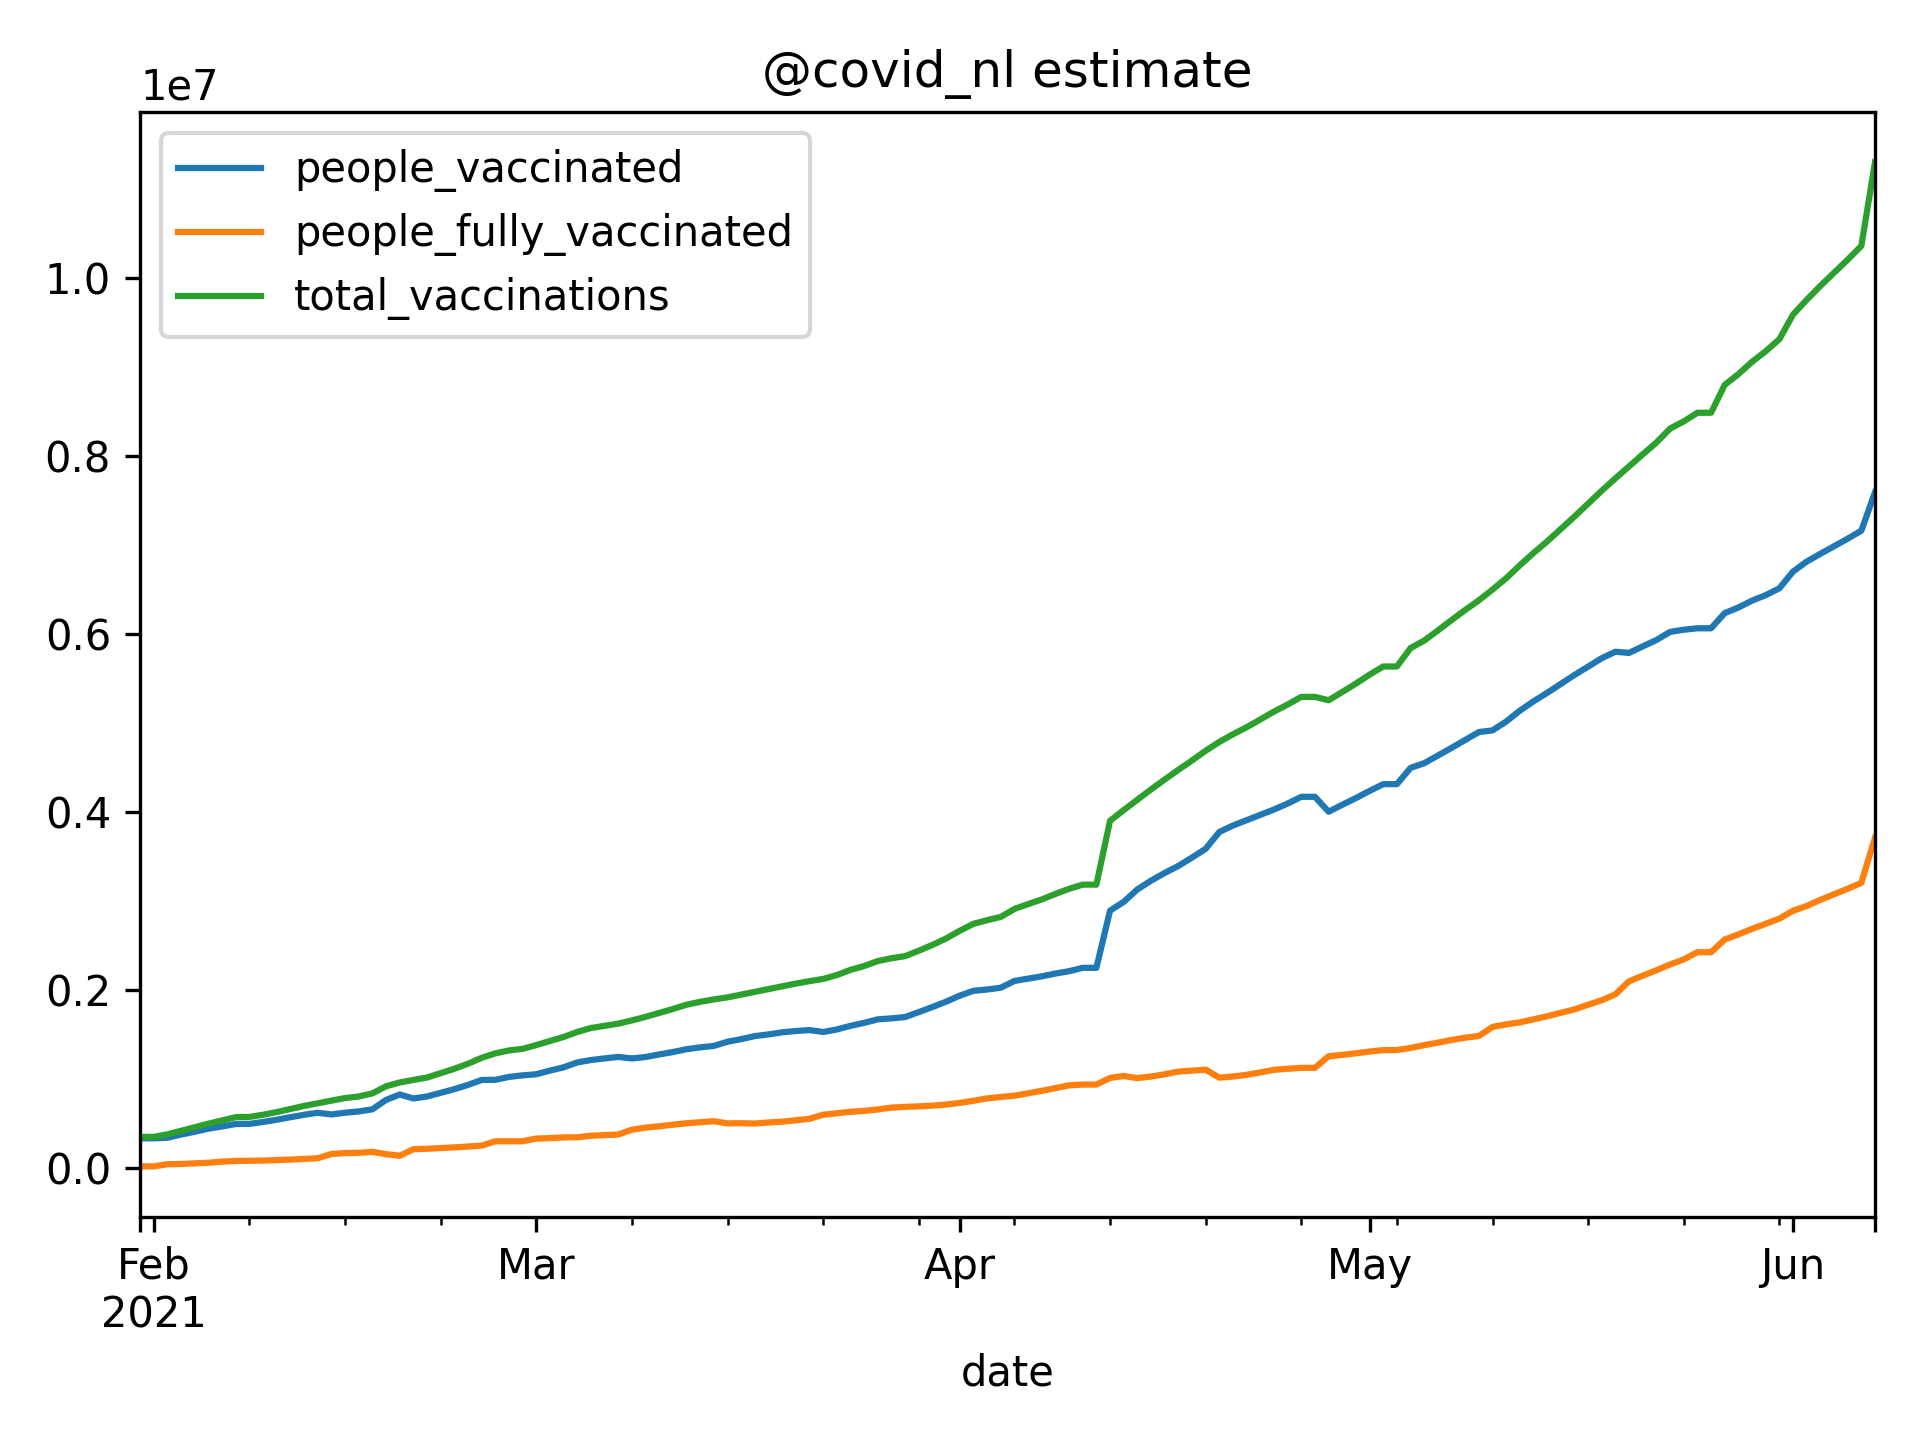 @covid_nl estimate
1e7
people_vaccinated
people_fully_vaccinated
total_vaccinations
1.0
0.8
0.6
0.4
0.2
0.0
Feb Mar Apr May Jun
2021
date